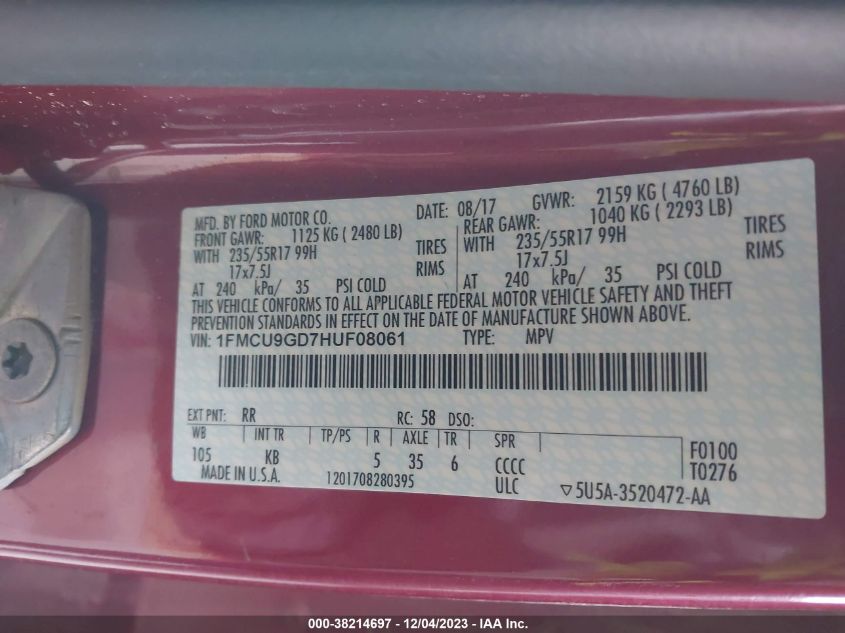 MFD. BY FORD MOTOR CO. DATE: 08/17 GVWR: 2159 KG ( 4760 LB)
FRONT GAWR: 1125 KG ( 2480 LB) REAR GAWR: 1040 KG ( 2293 LB)
WITH 235/55R17 99H TIRES WITH 235/55R17 99H TIRES
17x7.5J RIMS 17x7.5J RIMS
AT 240 kPa/ 35 PSI COLD AT 240 kPa/ 35 PSI COLD
THIS VEHICLE CONFORMS TO ALL APPLICABLE FEDERAL MOTOR VEHICLE SAFETY AND THEFT
PREVENTION STANDARDS IN EFFECT ON THE DATE OF MANUFACTURE SHOWN ABOVE.
VIN: 1FMCU9GD7HUF08061 TYPE: MPV
EXT PNT: RR RC: 58 DSO:
WB INT TR TP/PS R AXLE TR SPR
105 KB 5 35 6 CCCC F0100
MADE IN U.S.A. 1201708280395 ULC T0276
▽5U5A-3520472-AA
000-38214697 - 12/04/2023 - IAA Inc.